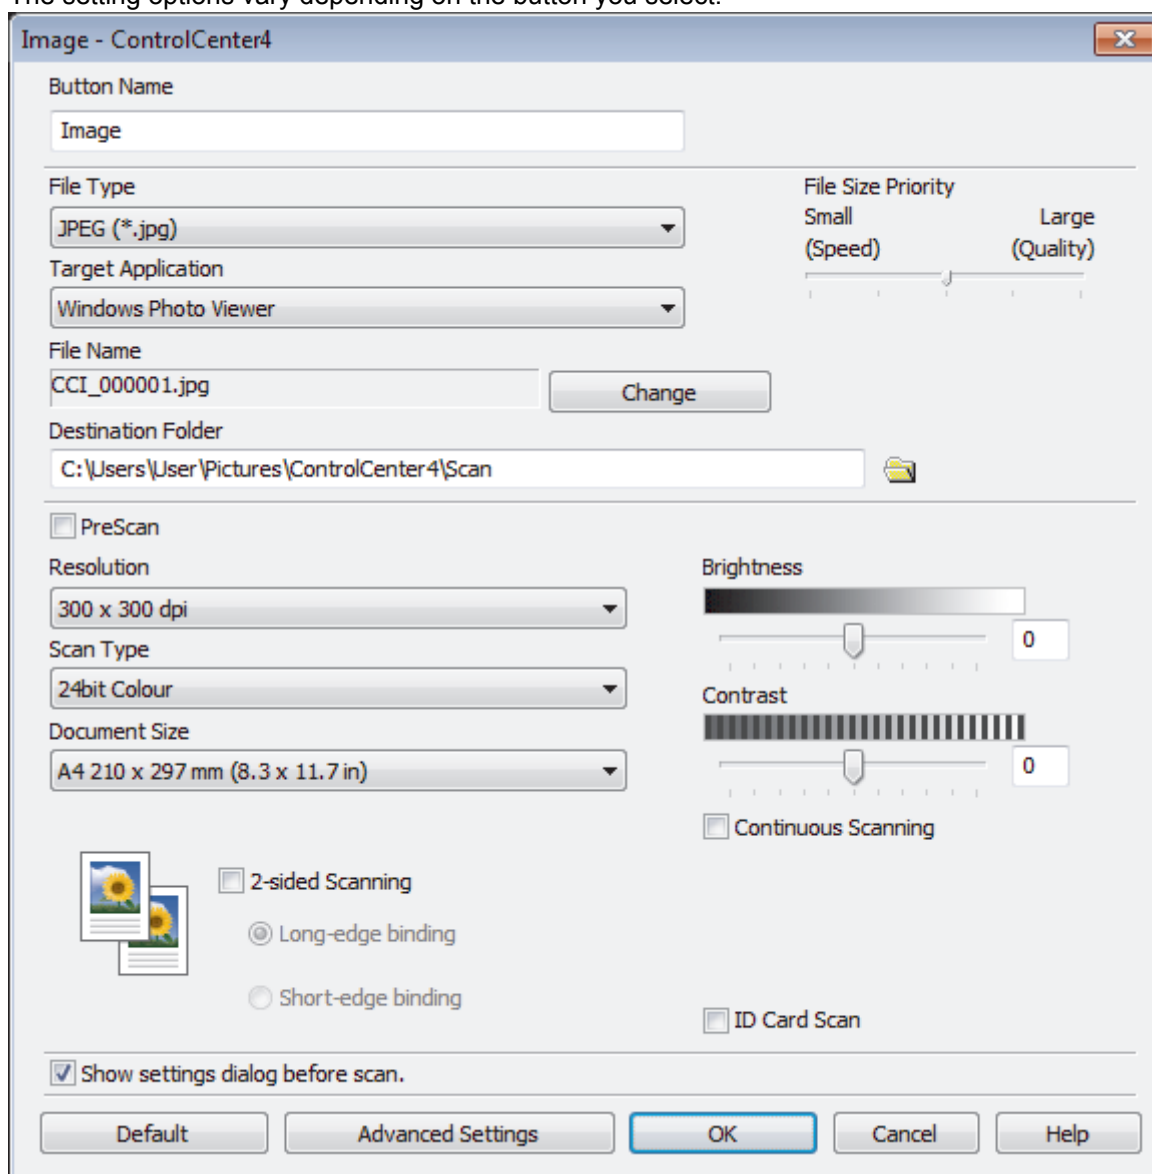 The setting options vary depending on the button you select.
Image - ControlCenter4
Button Name
Image
File Type
JPEG (*.jpg)
Target Application
Windows Photo Viewer
File Name
CCI_000001.jpg
Change
Destination Folder
C:\Users\User\Pictures\ControlCenter4\Scan
File Size Priority
Small Large
(Speed) (Quality)
PreScan
Resolution
300 x 300 dpi
Scan Type
24bit Colour
Document Size
A4 210 x 297 mm (8.3 x 11.7 in)
Brightness
0
Contrast
0
Continuous Scanning
2-sided Scanning
Long-edge binding
Short-edge binding
ID Card Scan
Show settings dialog before scan.
Default Advanced Settings OK Cancel Help